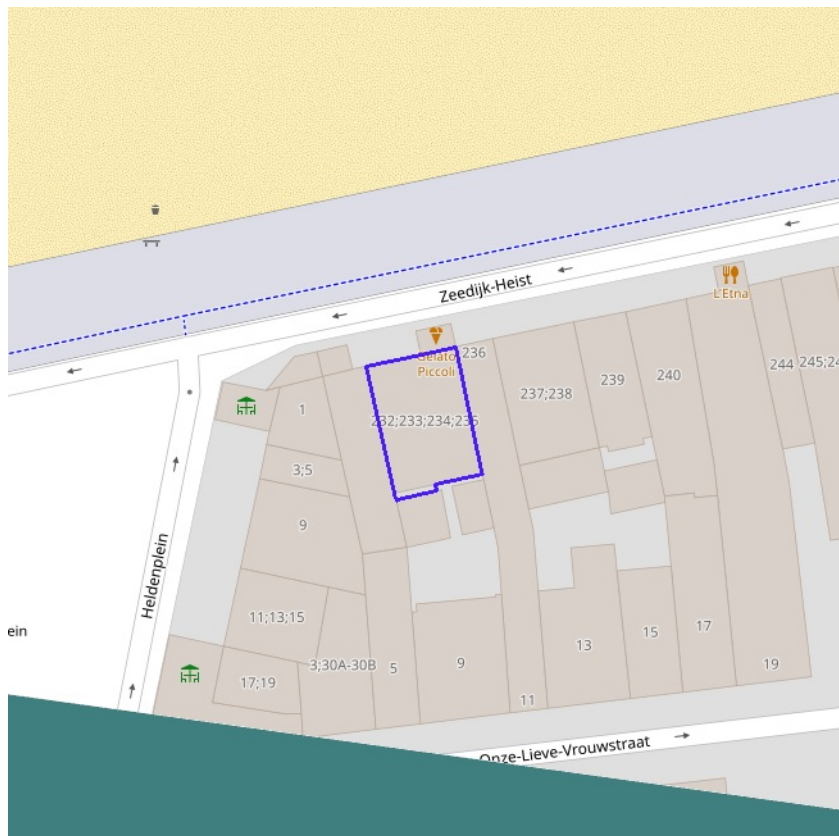 Zeedijk-Heist
L'Etna
Gelato
Piccoli
236
244
245;24
240
239
237;238
1
232;233;234;235
3;5
9
Heldenplein
ein
11;13;15
3;30A-30B
5
9
13
15
17
17;19
19
11
Onze-Lieve-Vrouwstraat